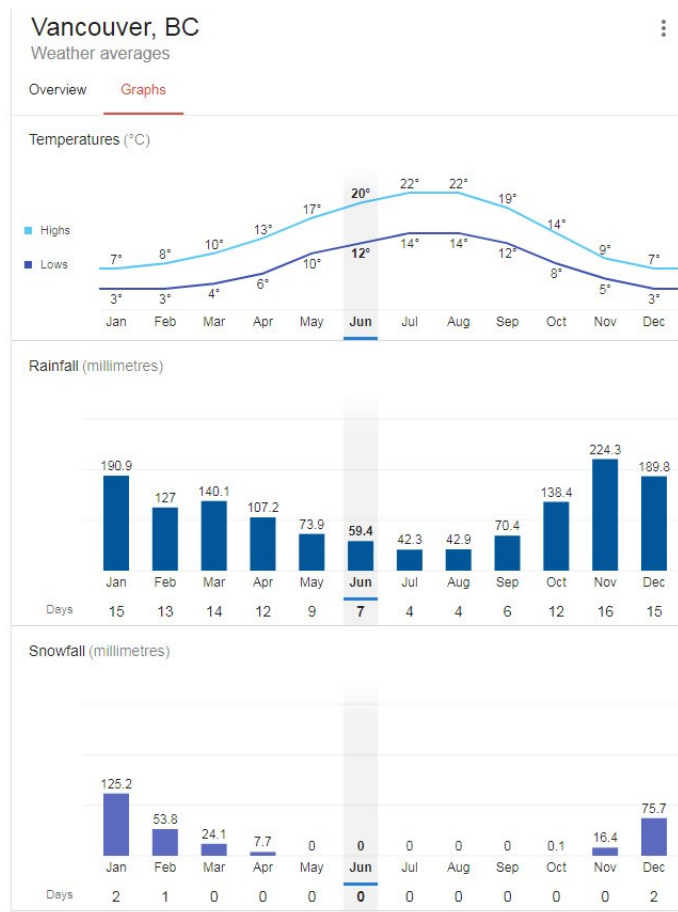 Vancouver, BC
Weather averages
Overview Graphs
Temperatures (°C)
Highs
Lows
7° 8° 10° 13° 17° 20° 22° 22° 19° 14° 9° 7°
3° 3° 4° 6° 10° 12° 14° 14° 12° 8° 5° 3°
Jan Feb Mar Apr May Jun Jul Aug Sep Oct Nov Dec
Rainfall (millimetres)
190.9 127 140.1 107.2 73.9 59.4 42.3 42.9 70.4 138.4 224.3 189.8
Jan Feb Mar Apr May Jun Jul Aug Sep Oct Nov Dec
Days 15 13 14 12 9 7 4 4 6 12 16 15
Snowfall (millimetres)
125.2 53.8 24.1 7.7 0 0 0 0 0 0.1 16.4 75.7
Jan Feb Mar Apr May Jun Jul Aug Sep Oct Nov Dec
Days 2 1 0 0 0 0 0 0 0 0 0 2